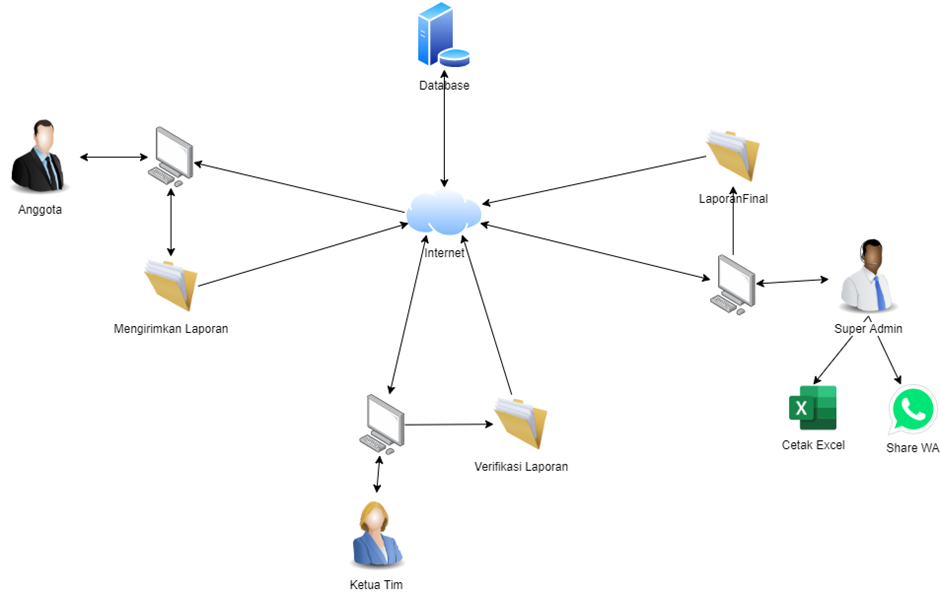 Database
Anggota
LaporanFinal
Internet
Mengirimkan Laporan
Super Admin
X
Cetak Excel
Share WA
Verifikasi Laporan
Ketua Tim